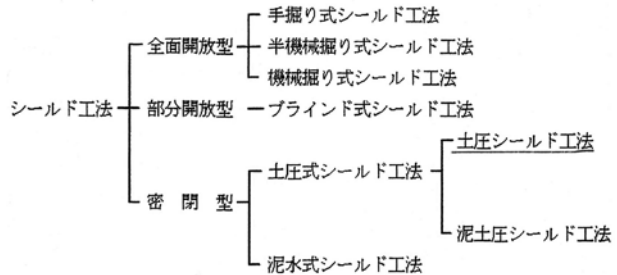 手掘り式シールド工法
全面開放型
半機械掘り式シールド工法
機械掘り式シールド工法
シールド工法
部分開放型
ブラインド式シールド工法
土圧シールド工法
土圧式シールド工法
密閉型
泥土圧シールド工法
泥水式シールド工法